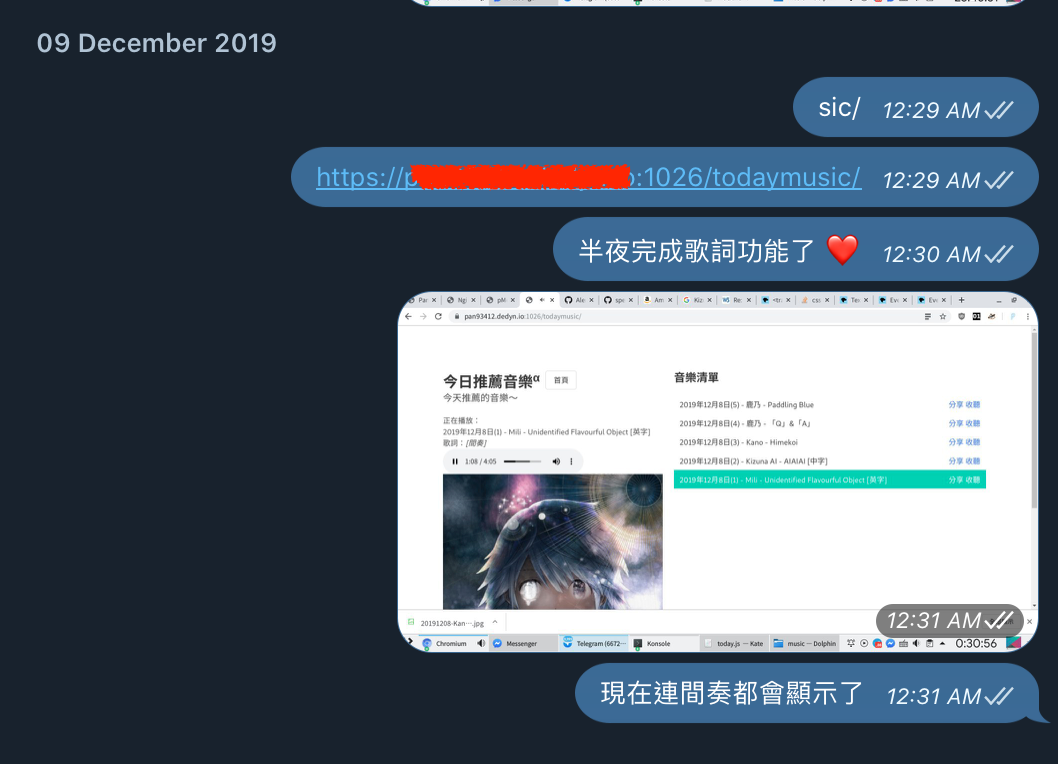 09 December 2019
sic/ 12:29 AM
https://p :1026/todaymusic/ 12:29 AM
半夜完成歌詞功能了 ❤️ 12:30 AM
pan93412.dedyn.io:1026/todaymusic/
今日推薦音樂α 首頁
今天推薦的音樂～
正在播放：
2019年12月8日(1) - Mili - Unidentified Flavourful Object [英字]
歌詞：[間奏]
1:08 / 4:05
音樂清單
2019年12月8日(5) - 鹿乃 - Paddling Blue 分享 收聽
2019年12月8日(4) - 鹿乃 - 「Q」&「A」 分享 收聽
2019年12月8日(3) - Kano - Himekoi 分享 收聽
2019年12月8日(2) - Kizuna AI - AIAIAI [中字] 分享 收聽
2019年12月8日(1) - Mili - Unidentified Flavourful Object [英字] 分享 收聽
20191208-Kan-….jpg
12:31 AM
Chromium Messenger Telegram (6672… Konsole today.js — Kate music — Dolphin 0:30:56
現在連間奏都會顯示了 12:31 AM